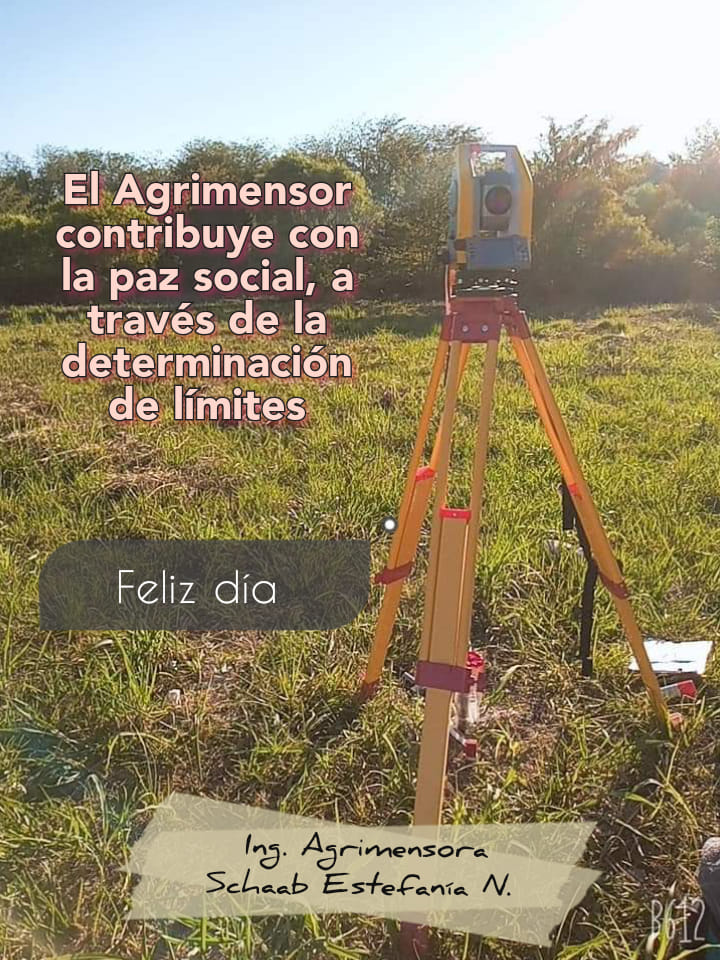 El Agrimensor
contribuye con
la paz social, a
través de la
determinación
de límites
Feliz día
Ing. Agrimensora
Schaab Estefanía N.
B612